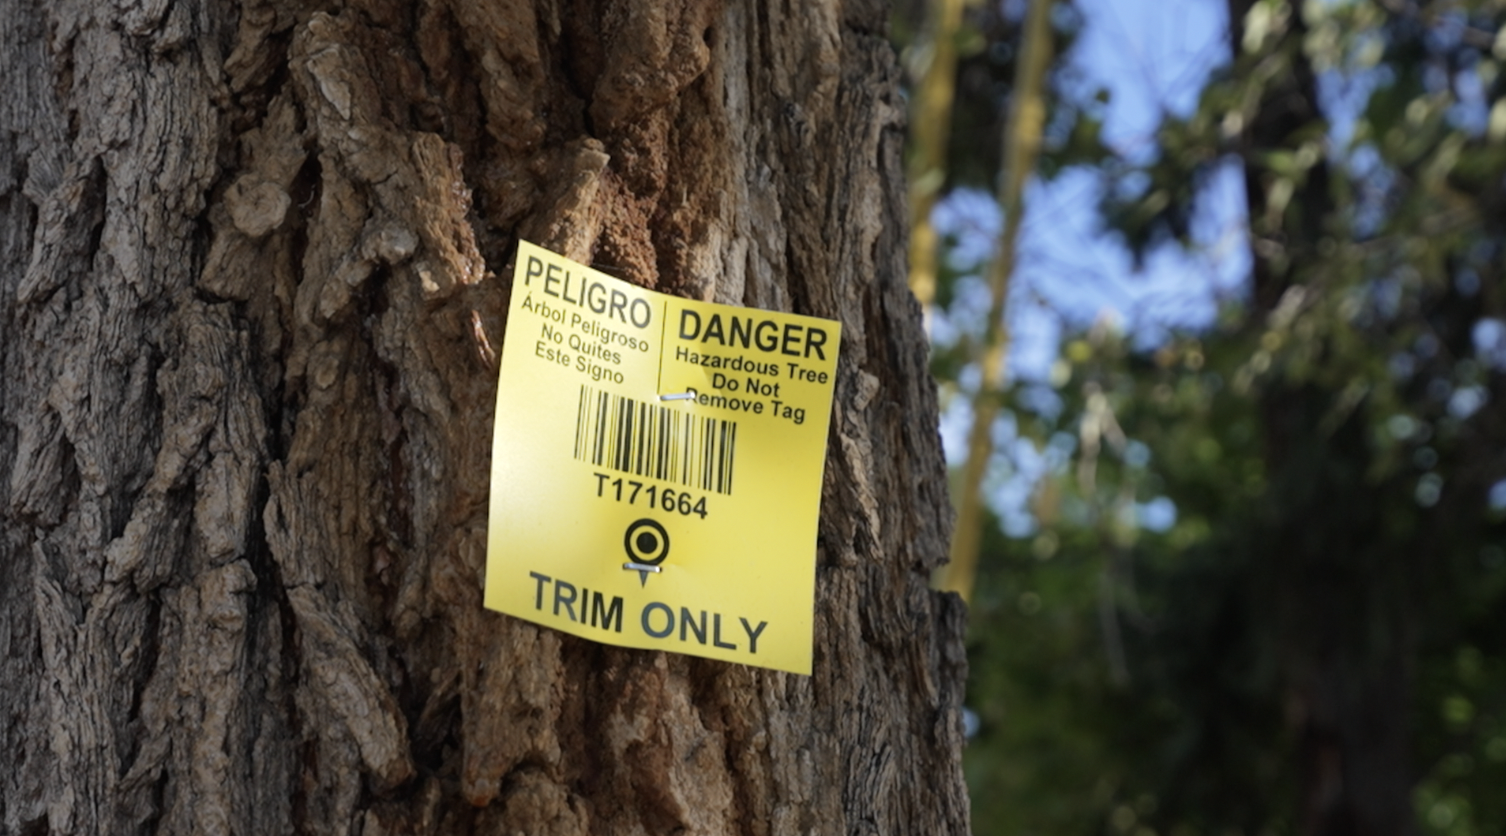 PELIGRO
Árbol Peligroso
No Quites
Este Signo
DANGER
Hazardous Tree
Do Not
Remove Tag
T171664
TRIM ONLY